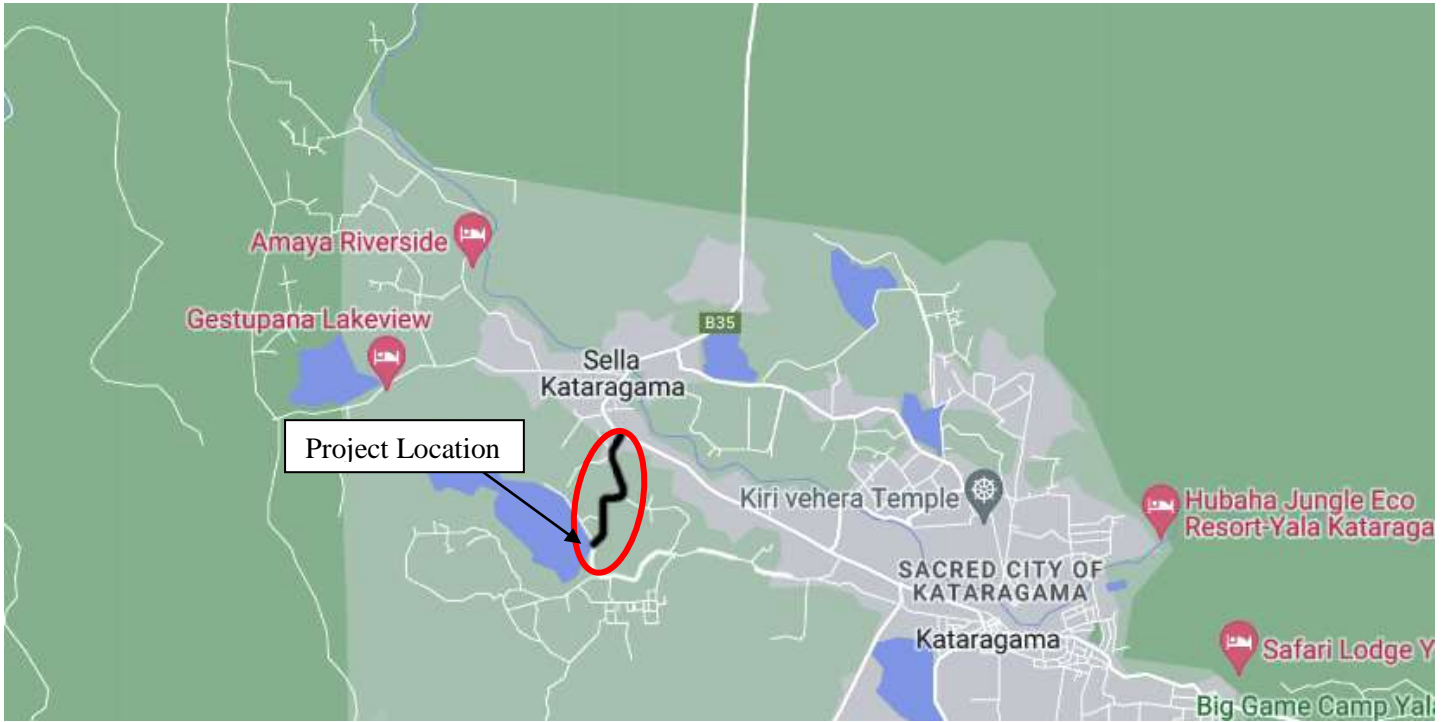 Amaya Riverside
Gestupana Lakeview
B35
Sella
Kataragama
Project Location
Kiri vehera Temple
Hubaha Jungle Eco
Resort-Yala Kataraga
SACRED CITY OF
KATARAGAMA
Kataragama
Safari Lodge Y
Big Game Camp Yala